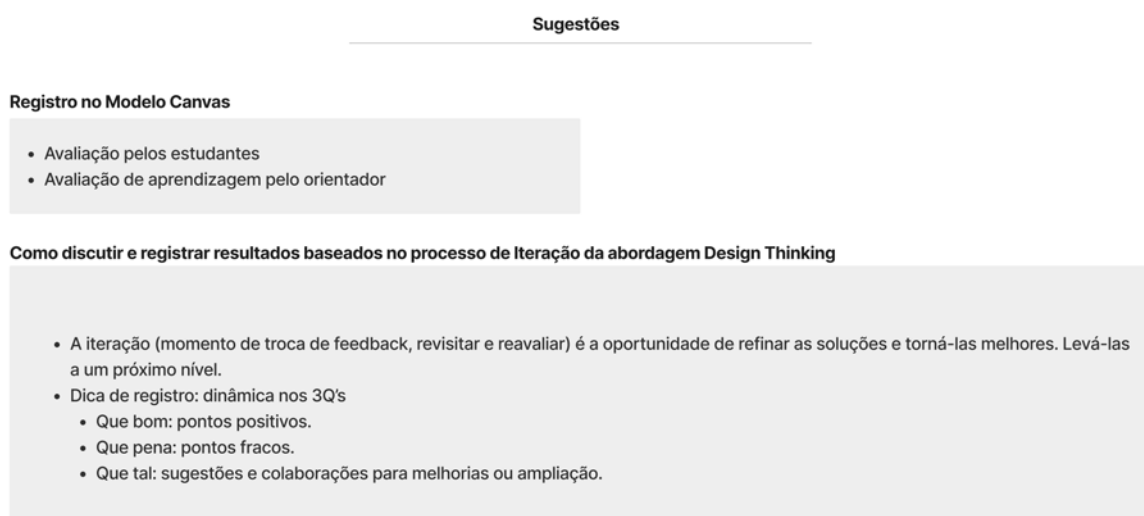 Sugestões
Registro no Modelo Canvas
• Avaliação pelos estudantes
• Avaliação de aprendizagem pelo orientador
Como discutir e registrar resultados baseados no processo de Iteração da abordagem Design Thinking
• A iteração (momento de troca de feedback, revisitar e reavaliar) é a oportunidade de refinar as soluções e torná-las melhores. Levá-las
a um próximo nível.
• Dica de registro: dinâmica nos 3Q's
• Que bom: pontos positivos.
• Que pena: pontos fracos.
• Que tal: sugestões e colaborações para melhorias ou ampliação.